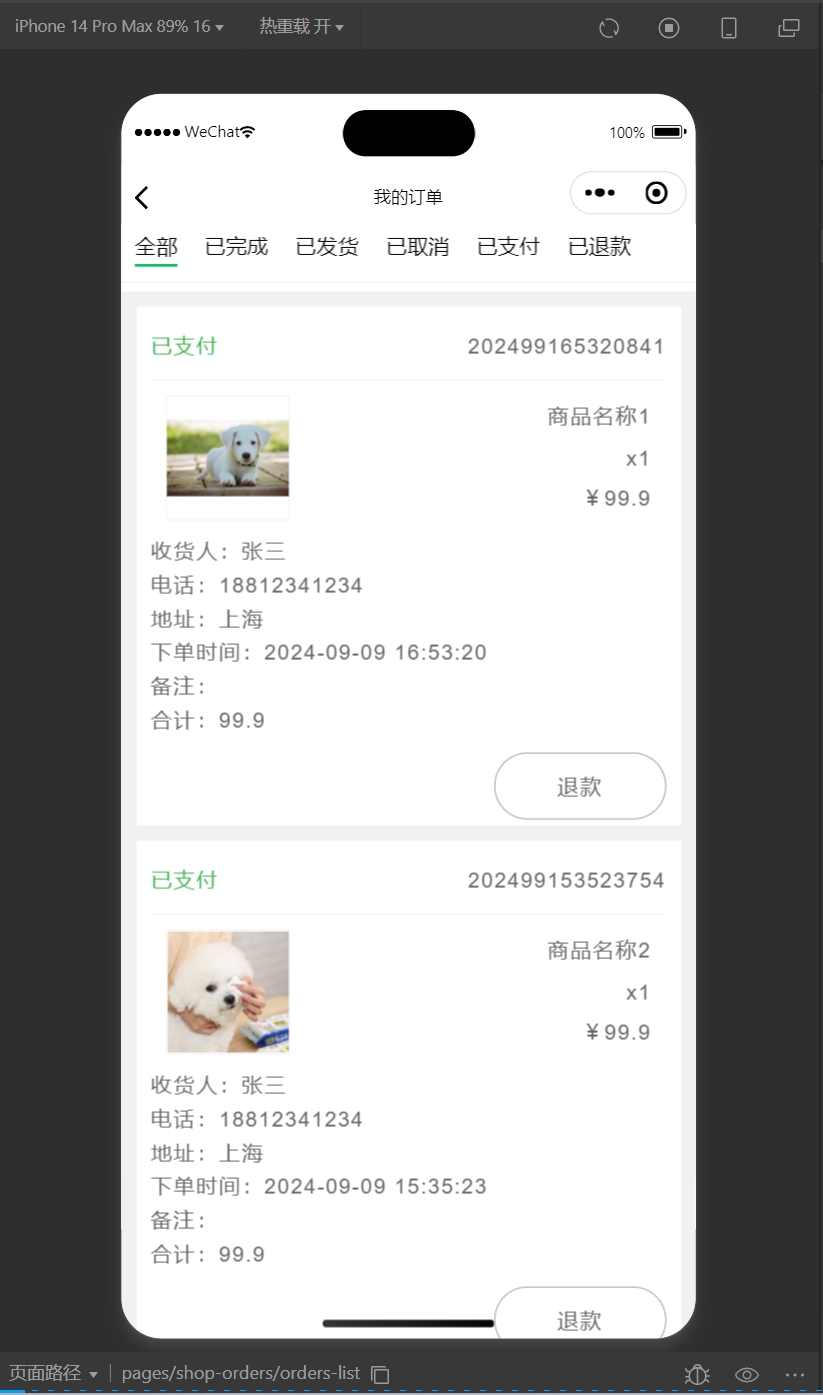 iPhone 14 Pro Max 89% 16 热重载 开
WeChat 100%
我的订单
全部 已完成 已发货 已取消 已支付 已退款
已支付 202499165320841
商品名称1
x1
¥99.9
收货人：张三
电话：18812341234
地址：上海
下单时间：2024-09-09 16:53:20
备注：
合计：99.9
退款
已支付 202499153523754
商品名称2
x1
¥99.9
收货人：张三
电话：18812341234
地址：上海
下单时间：2024-09-09 15:35:23
备注：
合计：99.9
退款
页面路径 pages/shop-orders/orders-list